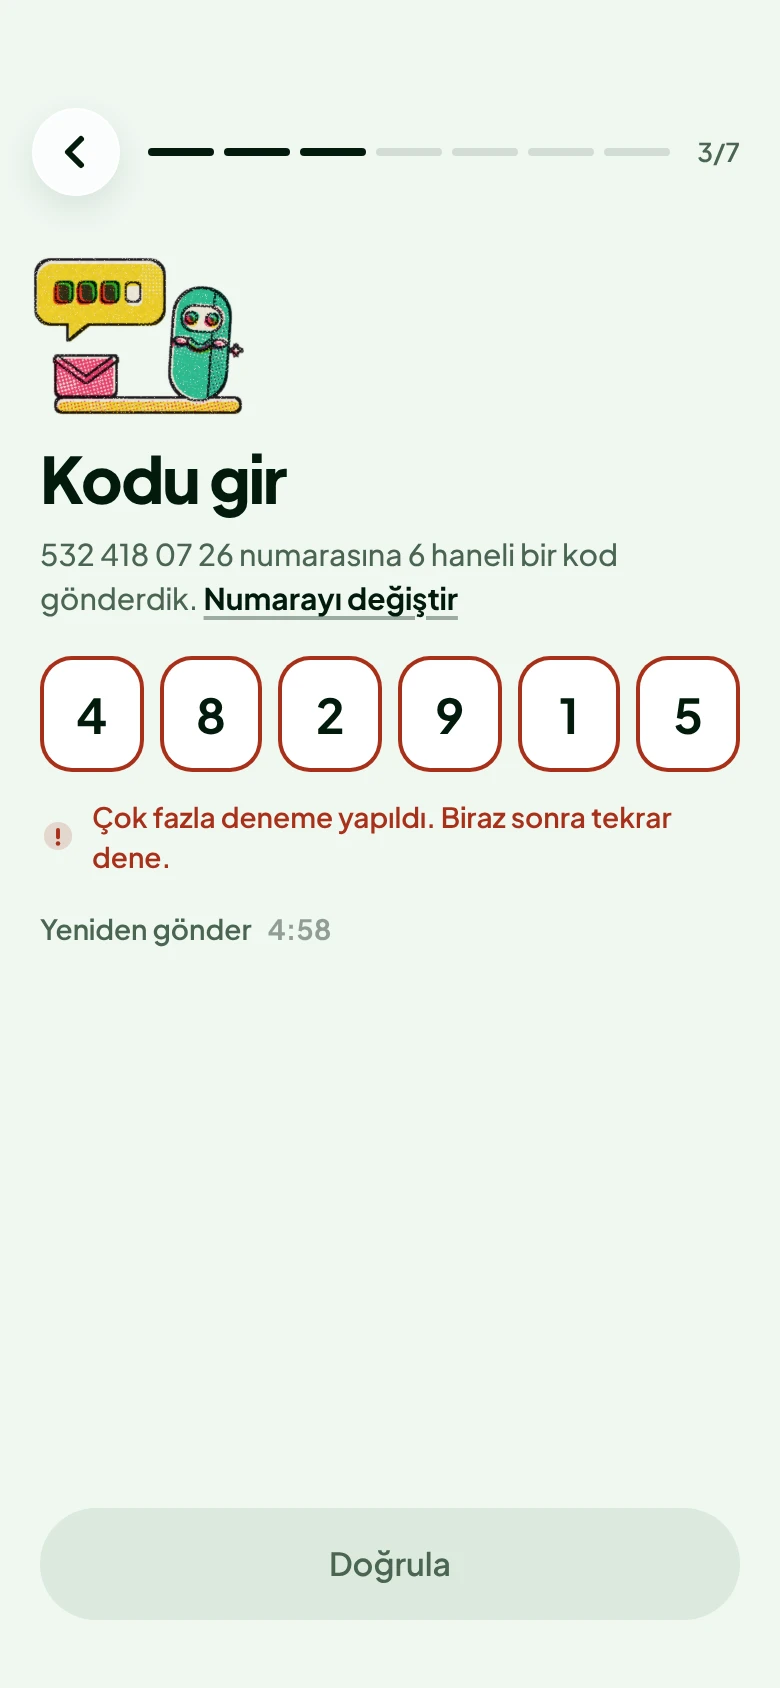 3/7
Kodu gir
532 418 07 26 numarasına 6 haneli bir kod
gönderdik. Numarayı değiştir
4 8 2 9 1 5
Çok fazla deneme yapıldı. Biraz sonra tekrar
dene.
Yeniden gönder 4:58
Doğrula